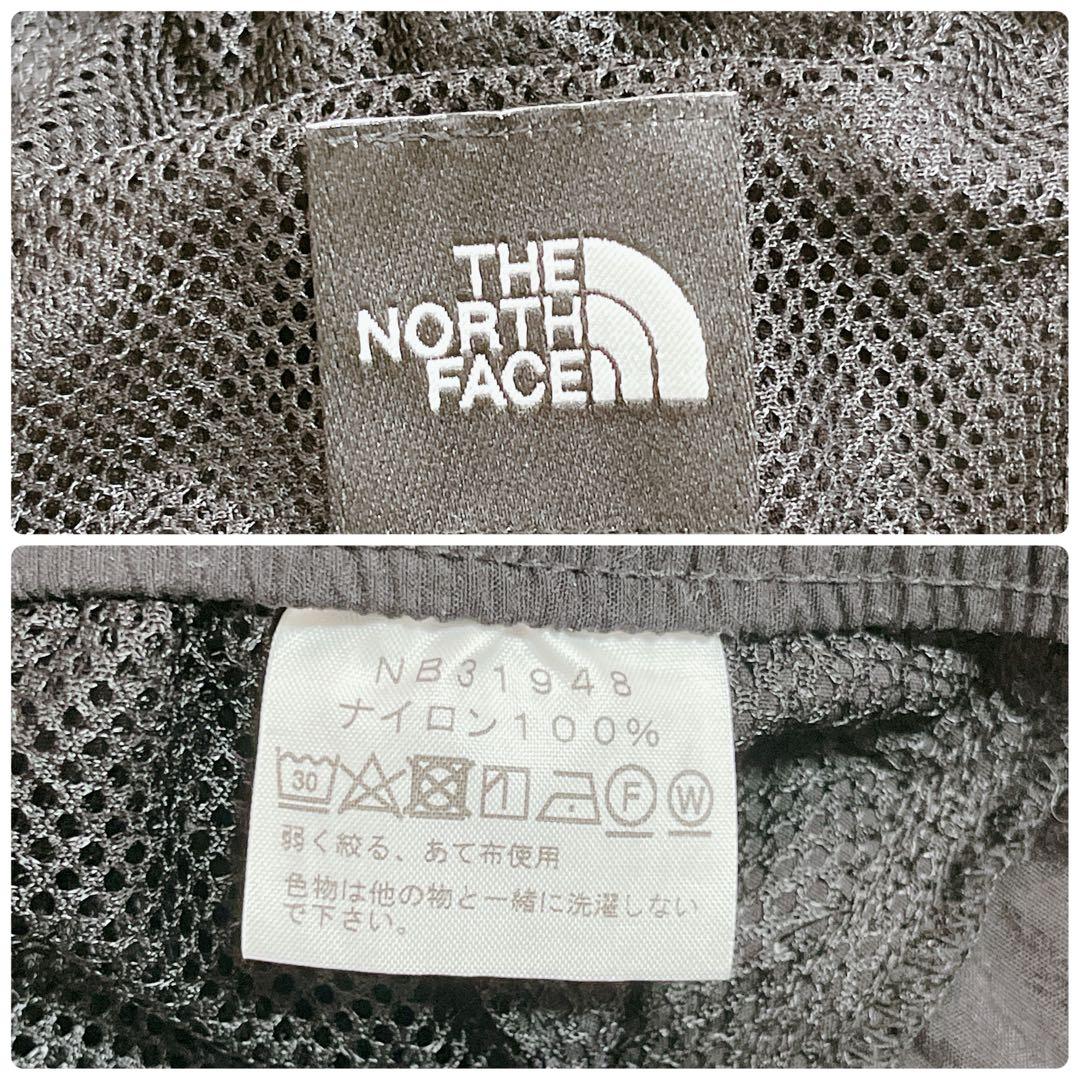 THE
NORTH
FACE
NB31948
ナイロン100%
30 F W
弱く絞る、あて布使用
色物は他の物と一緒に洗濯しない
で下さい。